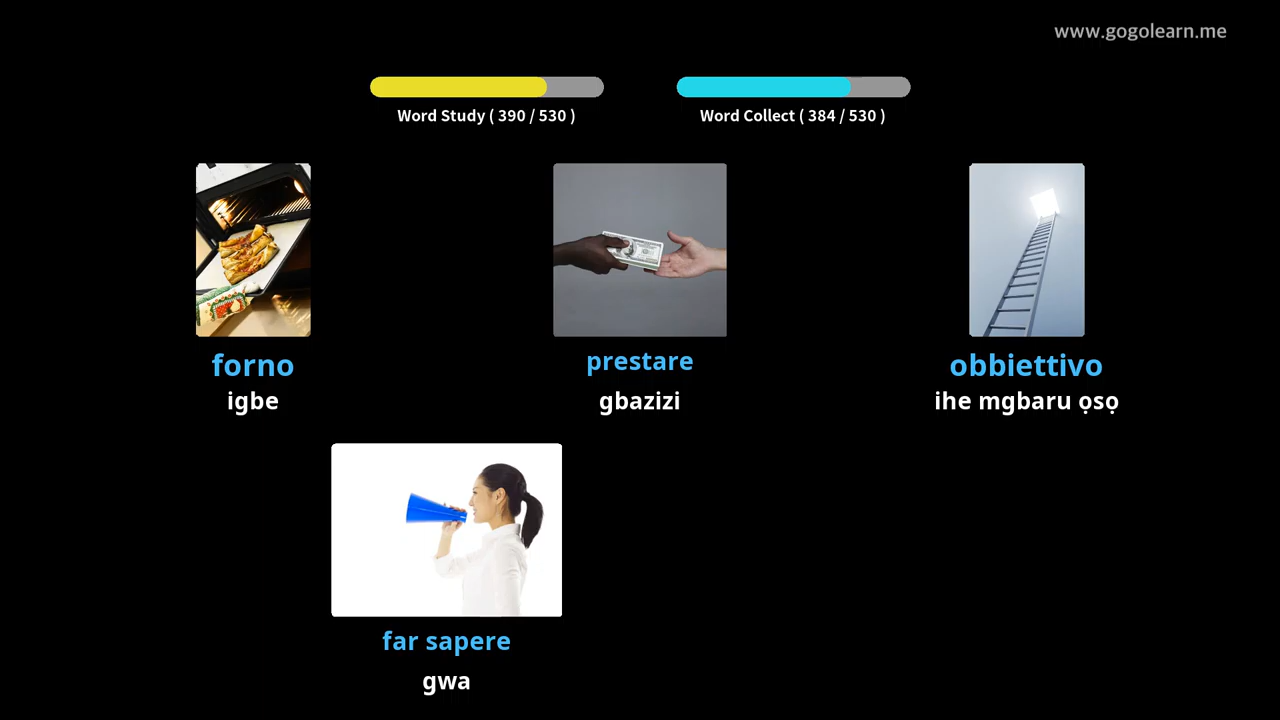 www.gogolearn.me
Word Study ( 390 / 530 )
Word Collect ( 384 / 530 )
forno
igbe
prestare
gbazizi
obbiettivo
ihe mgbaru ọsọ
far sapere
gwa